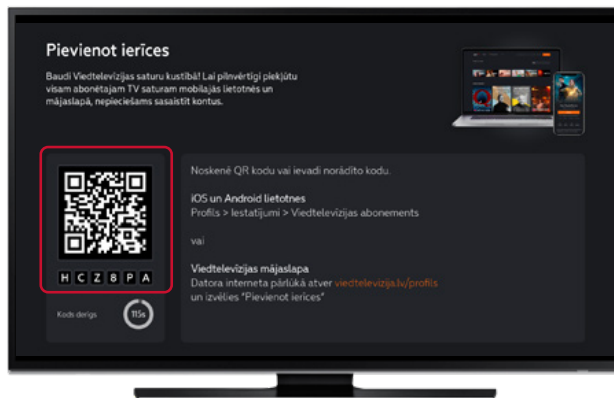 Pievienot ierīces
Baudi Viedtelevīzijas saturu kustībā! Lai pilnvērtīgi piekļūtu
visam abonētajam TV saturam mobilajās lietotnēs un
mājaslapā, nepieciešams sasaistīt kontus.
Noskenē QR kodu vai ievadi norādīto kodu.
iOS un Android lietotnes
Profils > Iestatījumi > Viedtelevīzijas abonements
vai
Viedtelevīzijas mājaslapa
Datora interneta pārlūkā atver viedtelevizija.lv/profils
un izvēlies "Pievienot ierīces"
H C Z 8 P A
Kods derīgs
115s